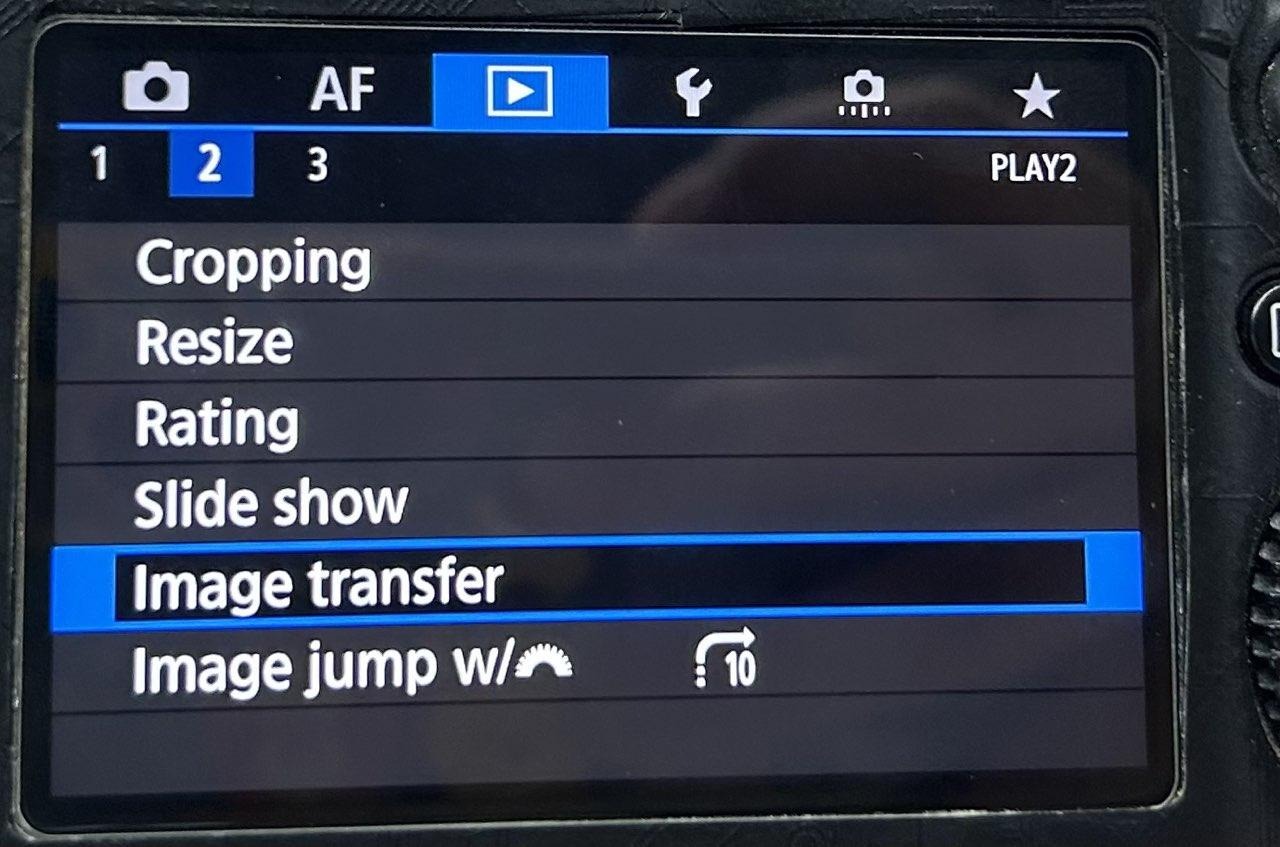 AF
1 2 3 PLAY2
Cropping
Resize
Rating
Slide show
Image transfer
Image jump w/ 10